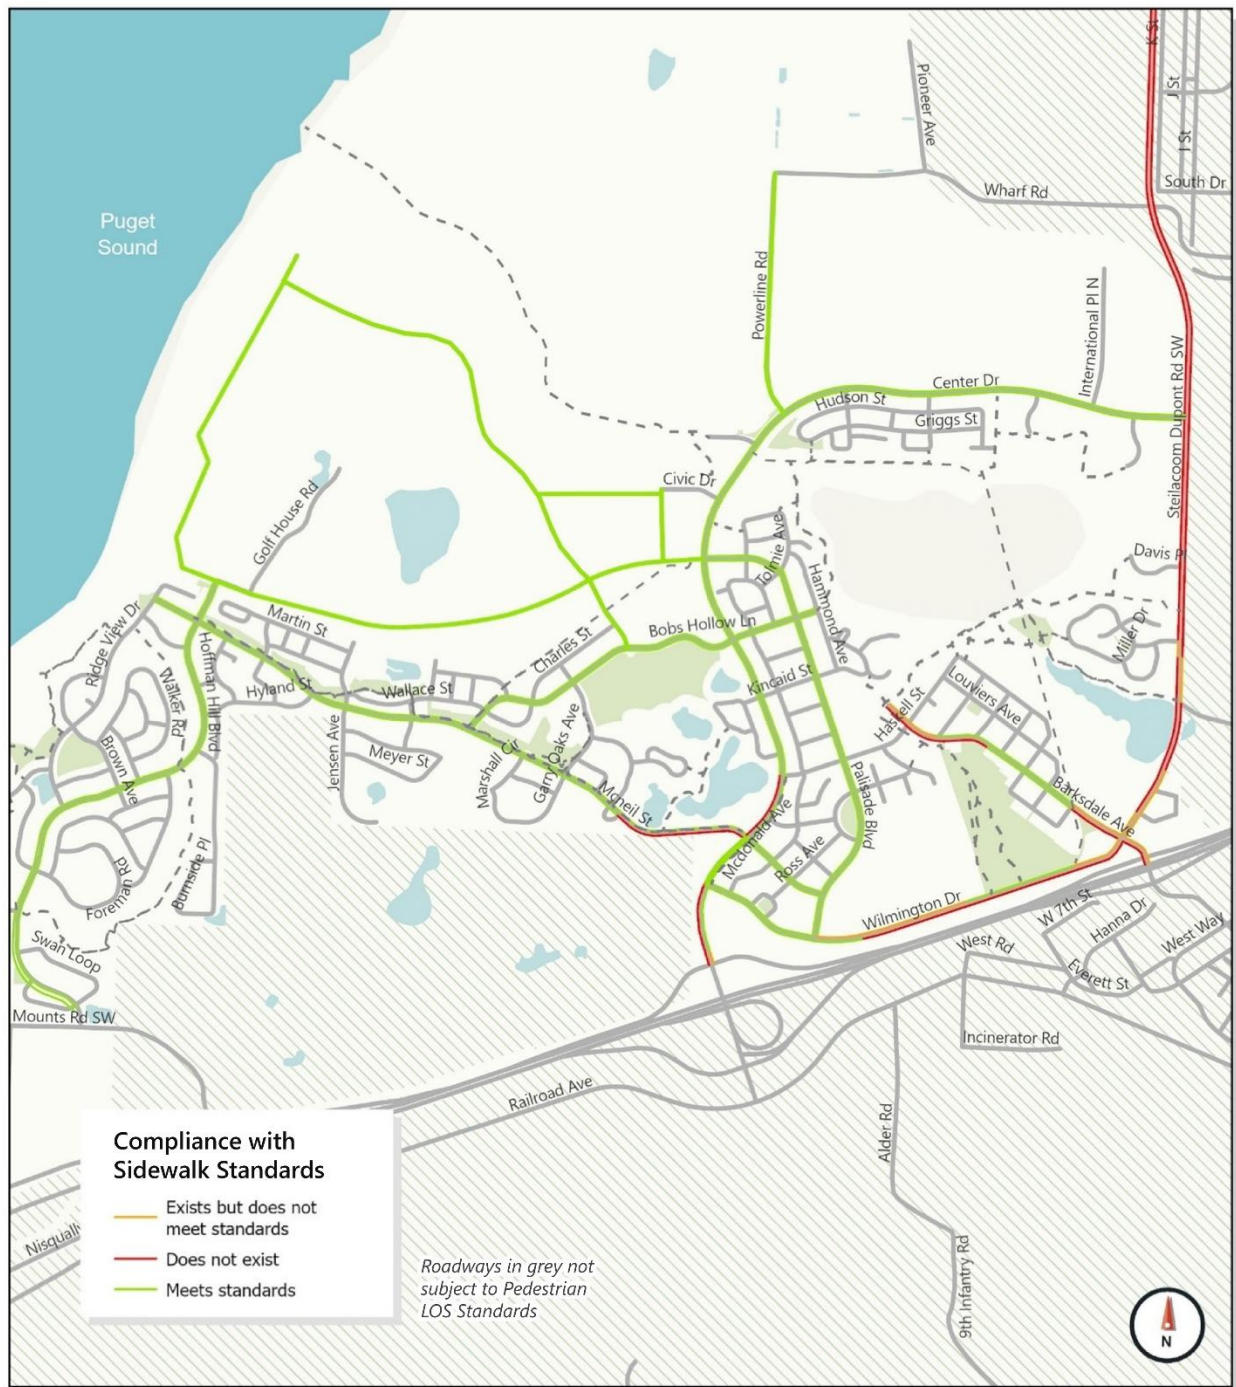 K St
J St
I St
Pioneer Ave
South Dr
Wharf Rd
Puget
Sound
Powerline Rd
International Pl N
Steilacoom Dupont Rd SW
Center Dr
Hudson St
Griggs St
Civic Dr
Golf House Rd
Tolmie Ave
Davis Pl
Hammond Ave
Ridge View Dr
Martin St
Bobs Hollow Ln
Charles St
Miller Dr
Hoffman Hill Blvd
Walker Rd
Hyland St
Wallace St
Kincaid St
Louviers Ave
Haskell St
Jensen Ave
Meyer St
Marshall Cir
Garry Oaks Ave
Brown Ave
Mcneil St
Palisade Blvd
Barksdale Ave
Mcdonald Ave
Ross Ave
Burnside Pl
Foreman Rd
Wilmington Dr
W 7th St
Hanna Dr
West Way
West Rd
Everett St
Swan Loop
Mounts Rd SW
Incinerator Rd
Railroad Ave
Alder Rd
Nisqually
9th Infantry Rd
Compliance with
Sidewalk Standards
Exists but does not
meet standards
Does not exist
Meets standards
Roadways in grey not
subject to Pedestrian
LOS Standards
N